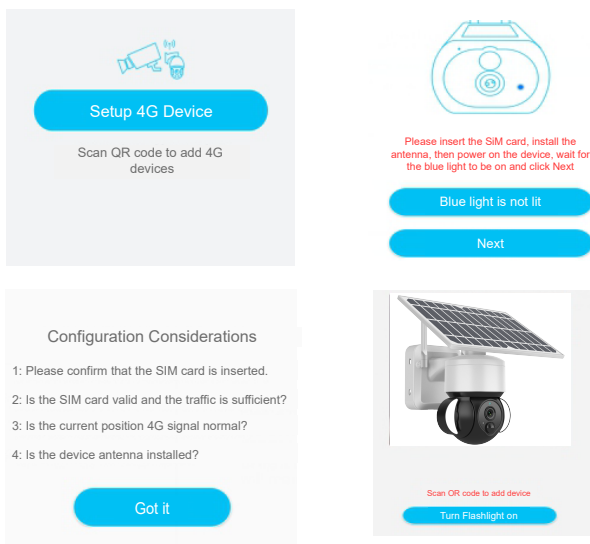 Setup 4G Device
Scan QR code to add 4G
devices
Please insert the SiM card, install the
antenna, then power on the device, wait for
the blue light to be on and click Next
Blue light is not lit
Next
Configuration Considerations
1: Please confirm that the SIM card is inserted.
2: Is the SIM card valid and the traffic is sufficient?
3: Is the current position 4G signal normal?
4: Is the device antenna installed?
Got it
Scan OR code to add device
Turn Flashlight on